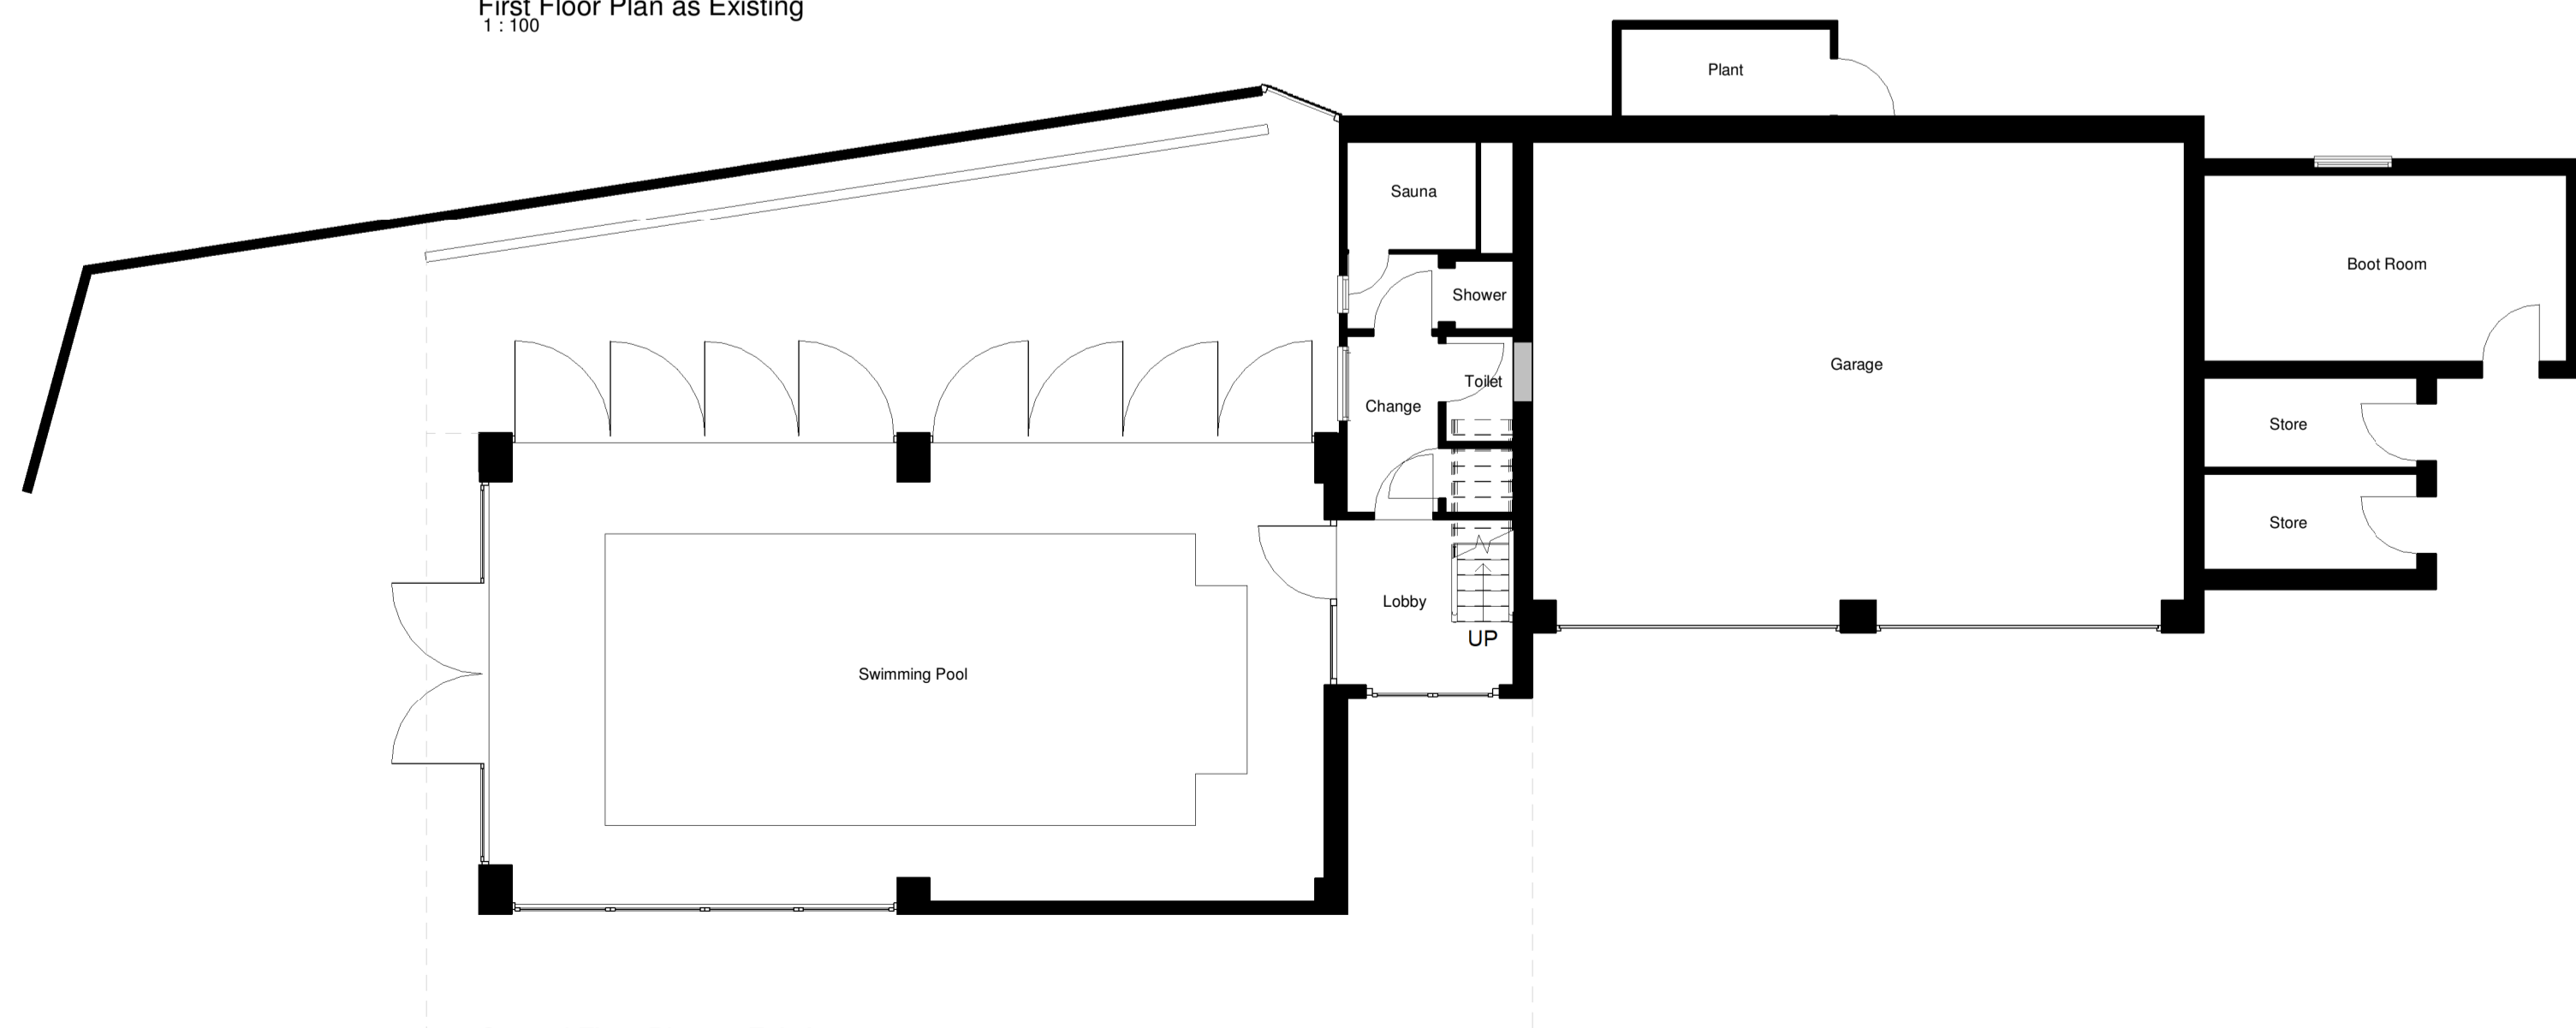 First Floor Plan as Existing
1 : 100
Plant
Sauna
Boot Room
Shower
Garage
Toilet
Change
Store
Store
Lobby
UP
Swimming Pool